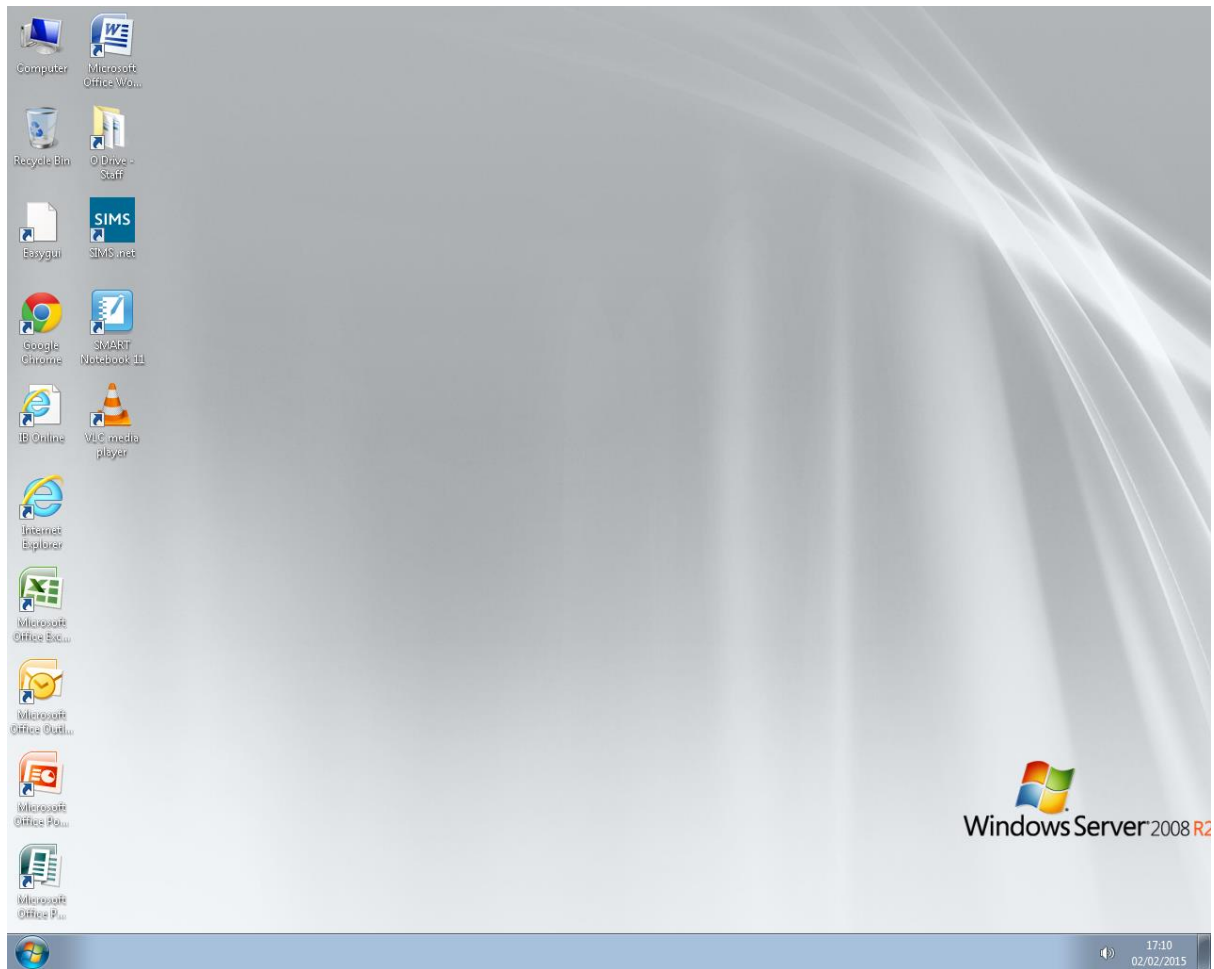 Computer
Microsoft
Office Wo...
Recycle Bin
O Drive -
Staff
Easygui
SIMS
SIMS .net
Google
Chrome
SMART
Notebook 11
IB Online
VLC media
player
Internet
Explorer
Microsoft
Office Exc...
Microsoft
Office Outl...
Microsoft
Office Po...
Microsoft
Office P...
Windows Server 2008 R2
17:10
02/02/2015